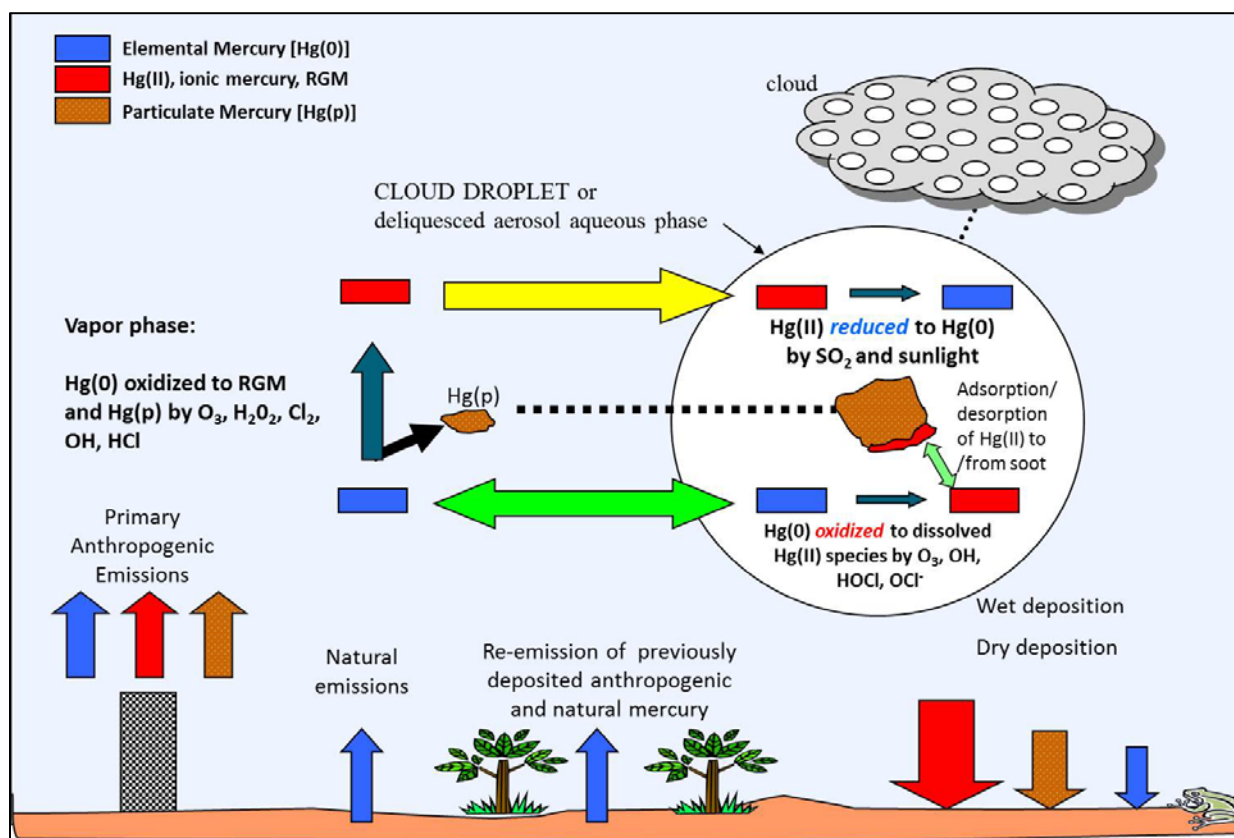 Elemental Mercury [Hg(0)]
Hg(II), ionic mercury, RGM
Particulate Mercury [Hg(p)]
cloud
CLOUD DROPLET or
deliquesced aerosol aqueous phase
Vapor phase:
Hg(0) oxidized to RGM
and Hg(p) by O₃, H₂0₂, Cl₂,
OH, HCl
Hg(p)
Hg(II) reduced to Hg(0)
by SO₂ and sunlight
Adsorption/
desorption
of Hg(II) to
/from soot
Hg(0) oxidized to dissolved
Hg(II) species by O₃, OH,
HOCl, OCl⁻
Primary
Anthropogenic
Emissions
Natural
emissions
Re-emission of previously
deposited anthropogenic
and natural mercury
Wet deposition
Dry deposition